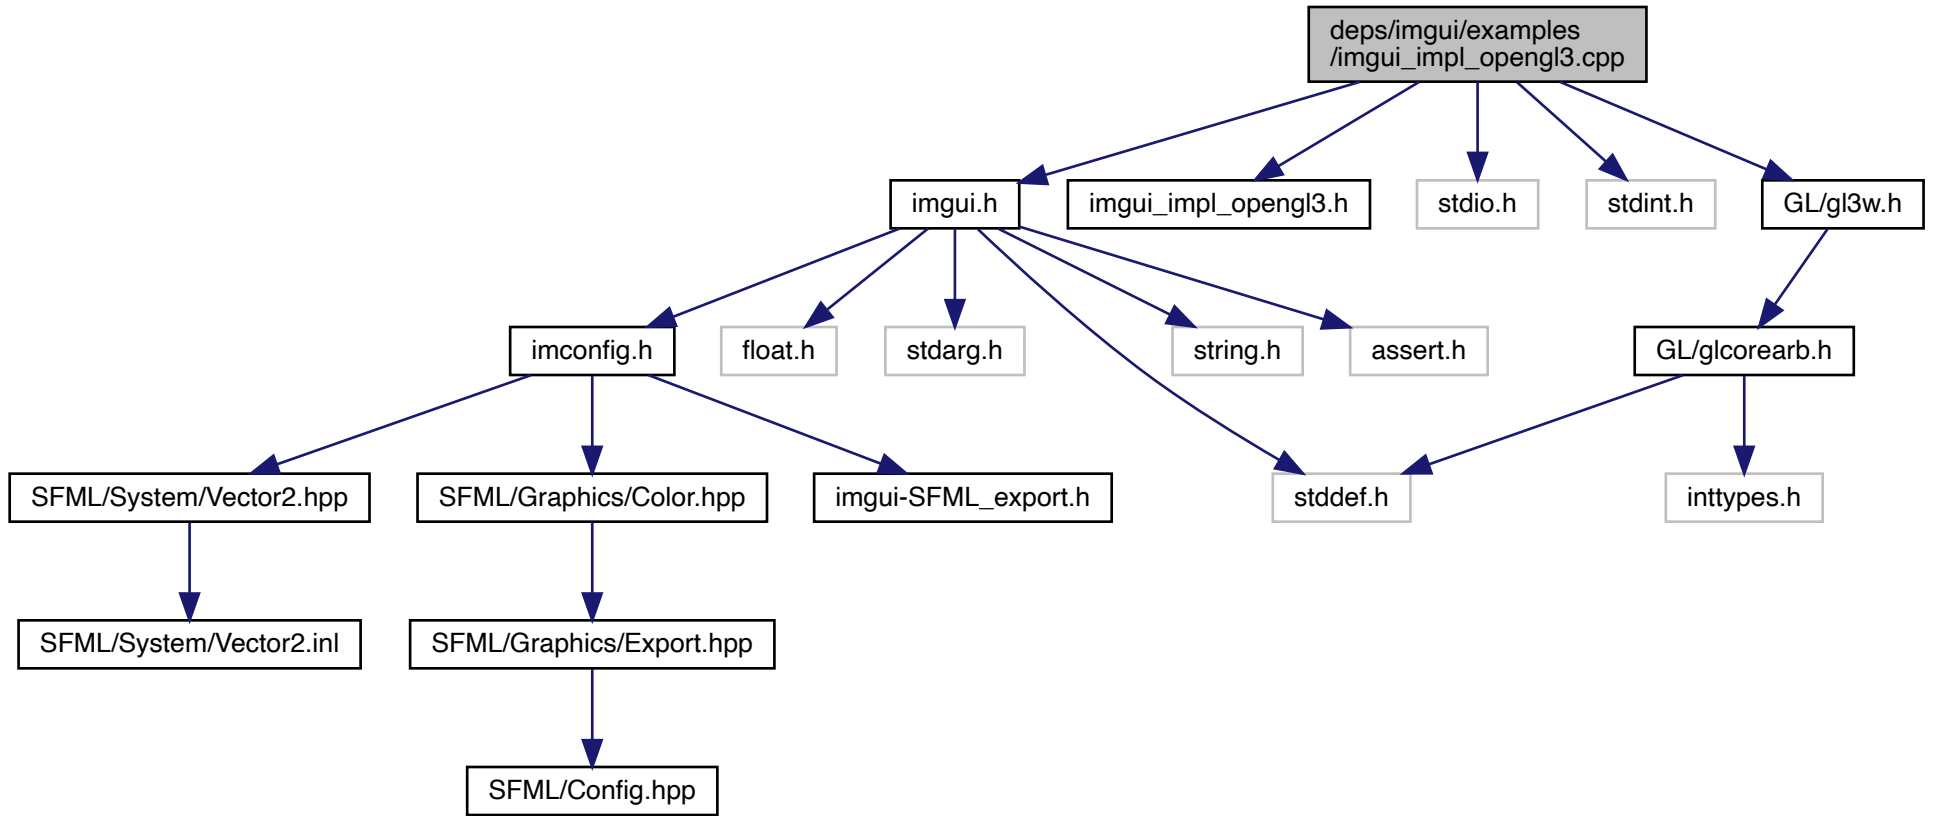 deps/imgui/examples
/imgui_impl_opengl3.cpp
imgui.h
imgui_impl_opengl3.h
stdio.h
stdint.h
GL/gl3w.h
imconfig.h
float.h
stdarg.h
string.h
assert.h
GL/glcorearb.h
SFML/System/Vector2.hpp
SFML/Graphics/Color.hpp
imgui-SFML_export.h
stddef.h
inttypes.h
SFML/System/Vector2.inl
SFML/Graphics/Export.hpp
SFML/Config.hpp